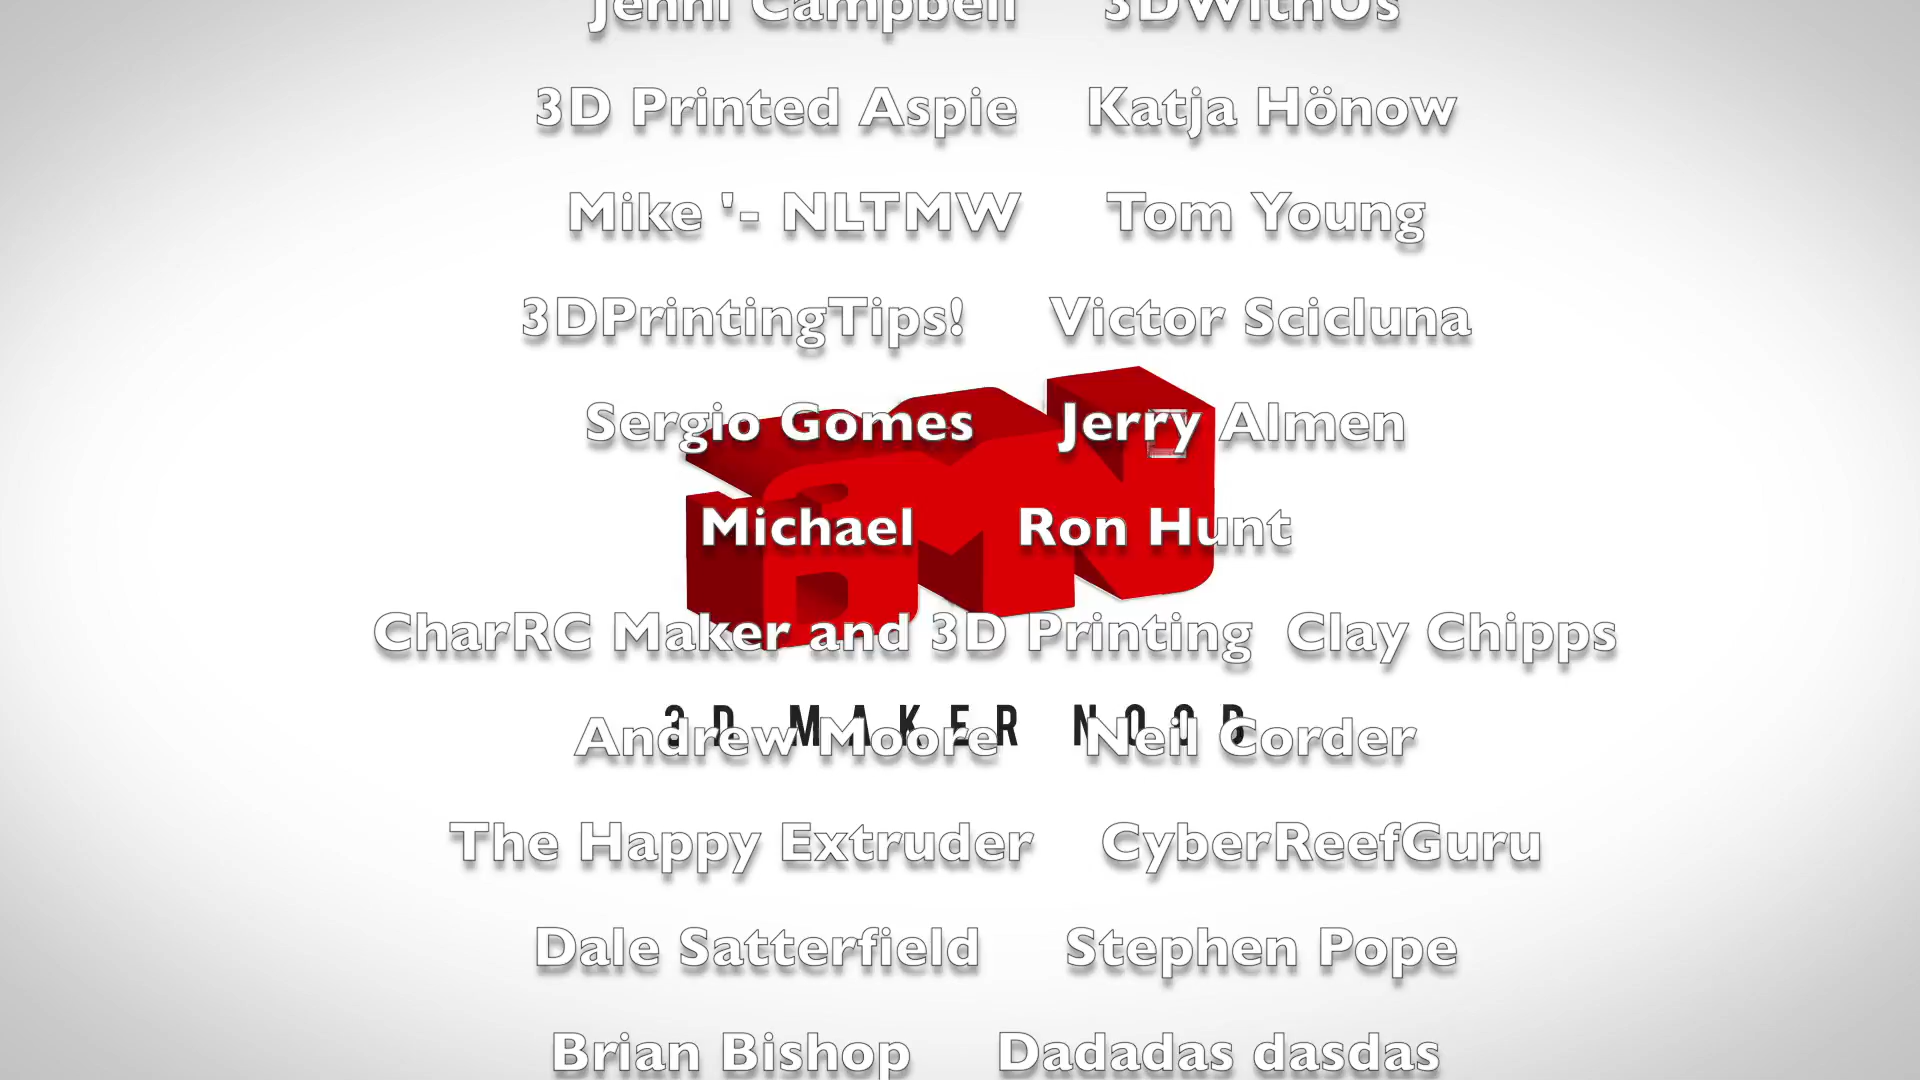 Jenni Campbell 3DWithUs
3D Printed Aspie Katja Hönow
Mike '- NLTMW Tom Young
3DPrintingTips! Victor Scicluna
Sergio Gomes Jerry Almen
Michael Ron Hunt
CharRC Maker and 3D Printing Clay Chipps
3D MAKER NOOB
Andrew Moore Neil Corder
The Happy Extruder CyberReefGuru
Dale Satterfield Stephen Pope
Brian Bishop Dadadas dasdas